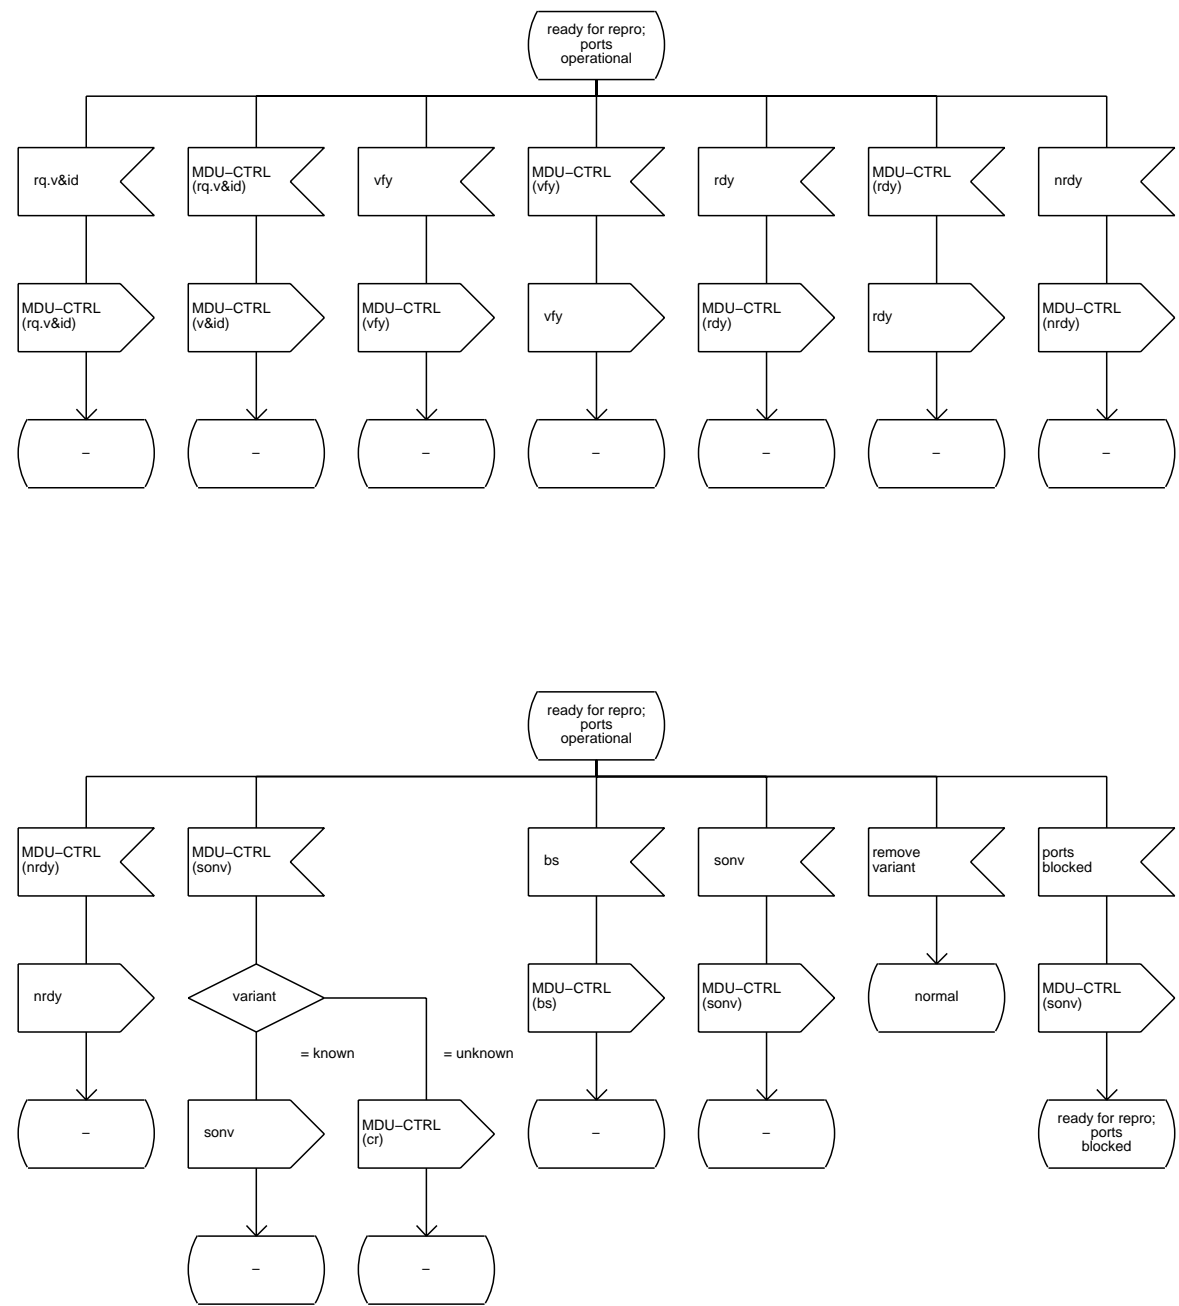 ready for repro;
ports
operational
rq.v&id
MDU−CTRL
(rq.v&id)
vfy
MDU−CTRL
(vfy)
rdy
MDU−CTRL
(rdy)
nrdy
MDU−CTRL
(rq.v&id)
MDU−CTRL
(v&id)
MDU−CTRL
(vfy)
vfy
MDU−CTRL
(rdy)
rdy
MDU−CTRL
(nrdy)
−
−
−
−
−
−
−
ready for repro;
ports
operational
MDU−CTRL
(nrdy)
MDU−CTRL
(sonv)
bs
sonv
remove
variant
ports
blocked
nrdy
variant
MDU−CTRL
(bs)
MDU−CTRL
(sonv)
normal
MDU−CTRL
(sonv)
= known
= unknown
−
sonv
MDU−CTRL
(cr)
−
−
ready for repro;
ports
blocked
−
−